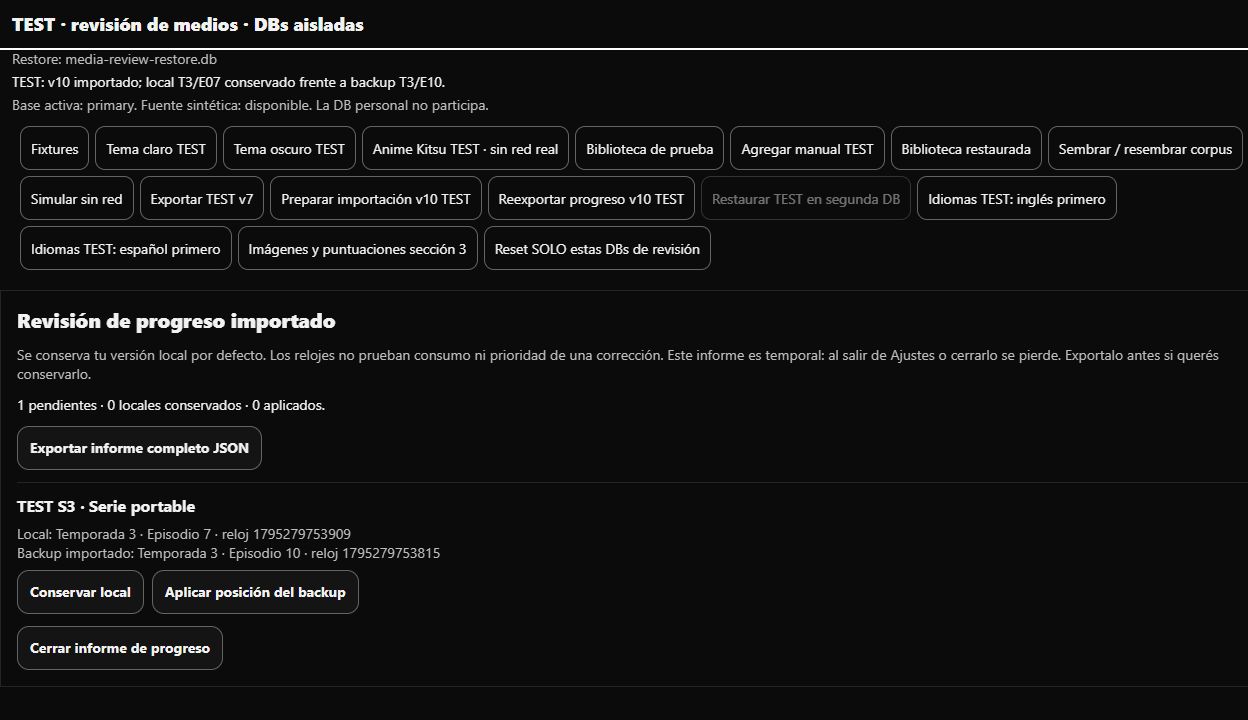 TEST · revisión de medios · DBs aisladas
Restore: media-review-restore.db
TEST: v10 importado; local T3/E07 conservado frente a backup T3/E10.
Base activa: primary. Fuente sintética: disponible. La DB personal no participa.
Fixtures
Tema claro TEST
Tema oscuro TEST
Anime Kitsu TEST · sin red real
Biblioteca de prueba
Agregar manual TEST
Biblioteca restaurada
Sembrar / resembrar corpus
Simular sin red
Exportar TEST v7
Preparar importación v10 TEST
Reexportar progreso v10 TEST
Restaurar TEST en segunda DB
Idiomas TEST: inglés primero
Idiomas TEST: español primero
Imágenes y puntuaciones sección 3
Reset SOLO estas DBs de revisión
Revisión de progreso importado
Se conserva tu versión local por defecto. Los relojes no prueban consumo ni prioridad de una corrección. Este informe es temporal: al salir de Ajustes o cerrarlo se pierde. Exportalo antes si querés
conservarlo.
1 pendientes · 0 locales conservados · 0 aplicados.
Exportar informe completo JSON
TEST S3 · Serie portable
Local: Temporada 3 · Episodio 7 · reloj 1795279753909
Backup importado: Temporada 3 · Episodio 10 · reloj 1795279753815
Conservar local
Aplicar posición del backup
Cerrar informe de progreso